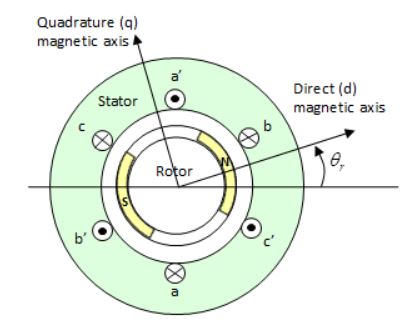 Quadrature (q)
magnetic axis
a'
Direct (d)
magnetic axis
Stator
c
b
N
θr
Rotor
S
b'
c'
a